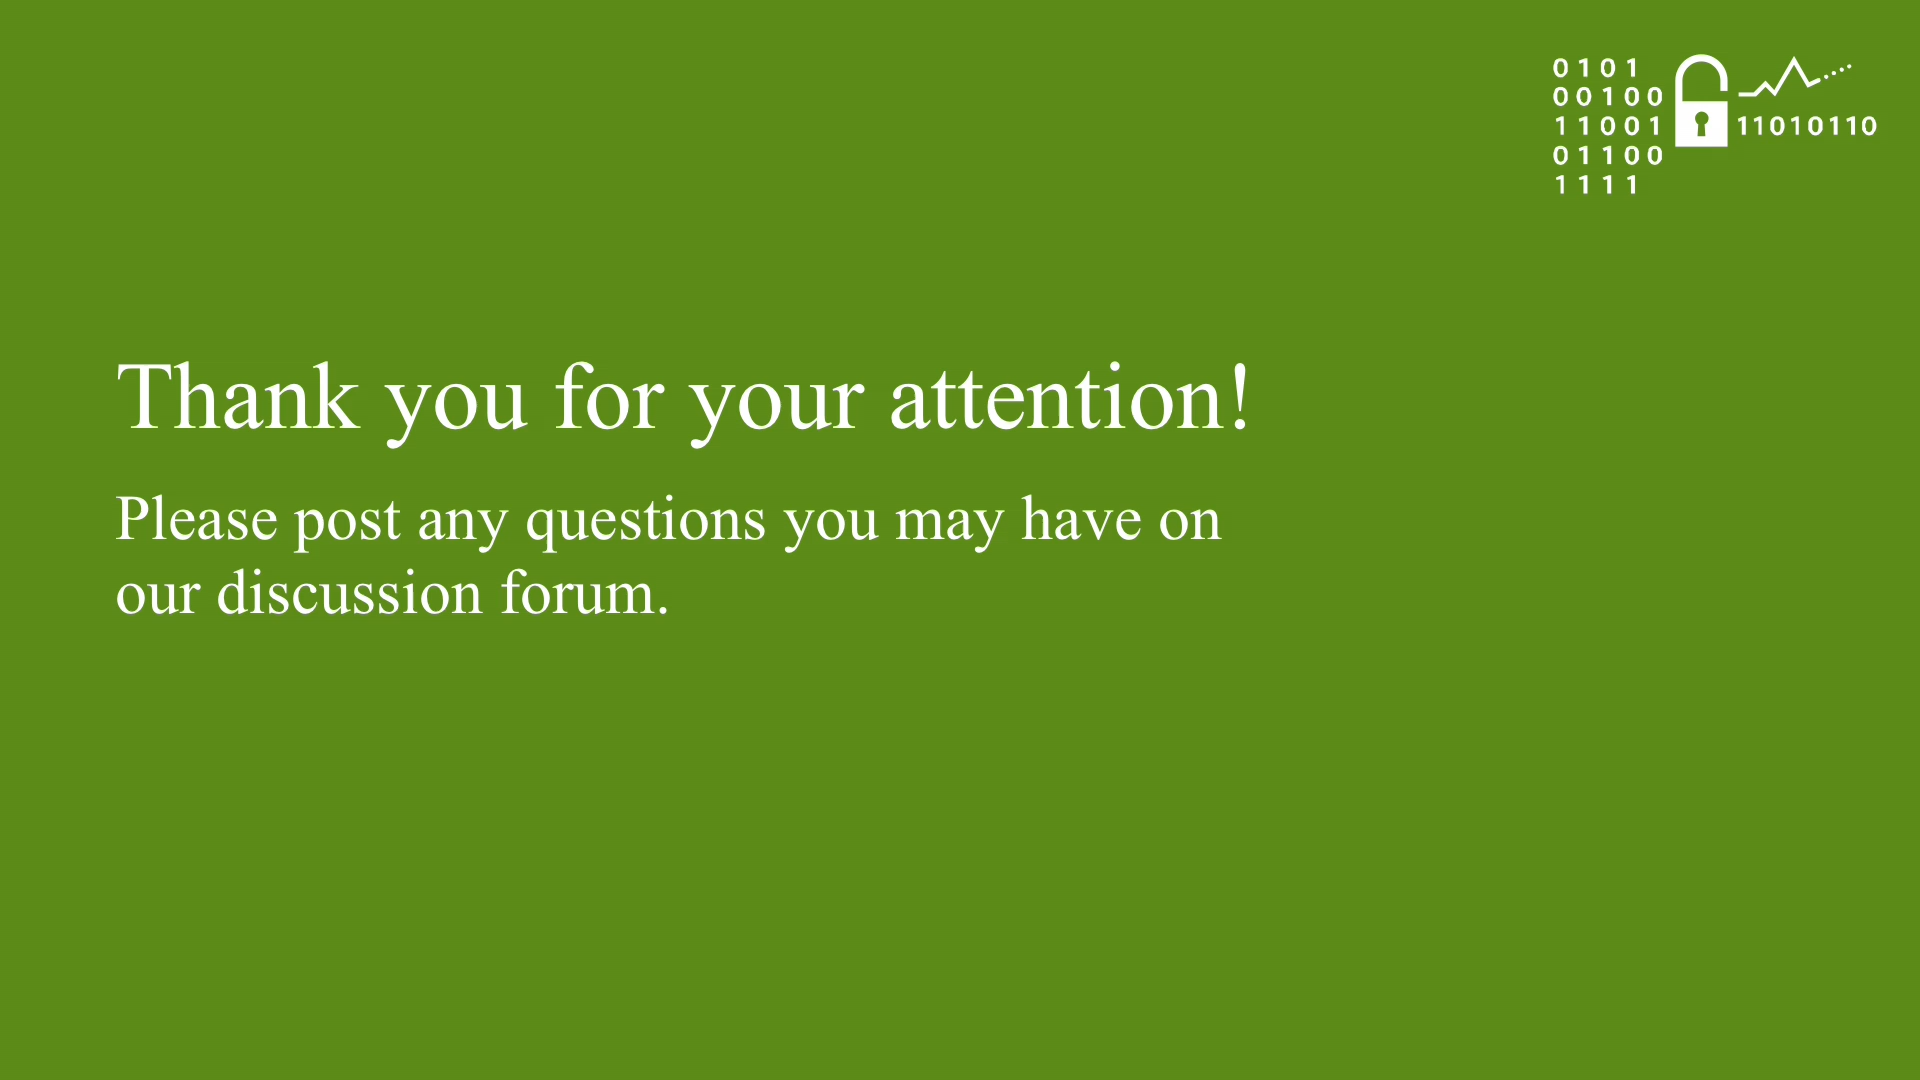 0101
00100
11001
01100
1111
11010110
Thank you for your attention!
Please post any questions you may have on
our discussion forum.